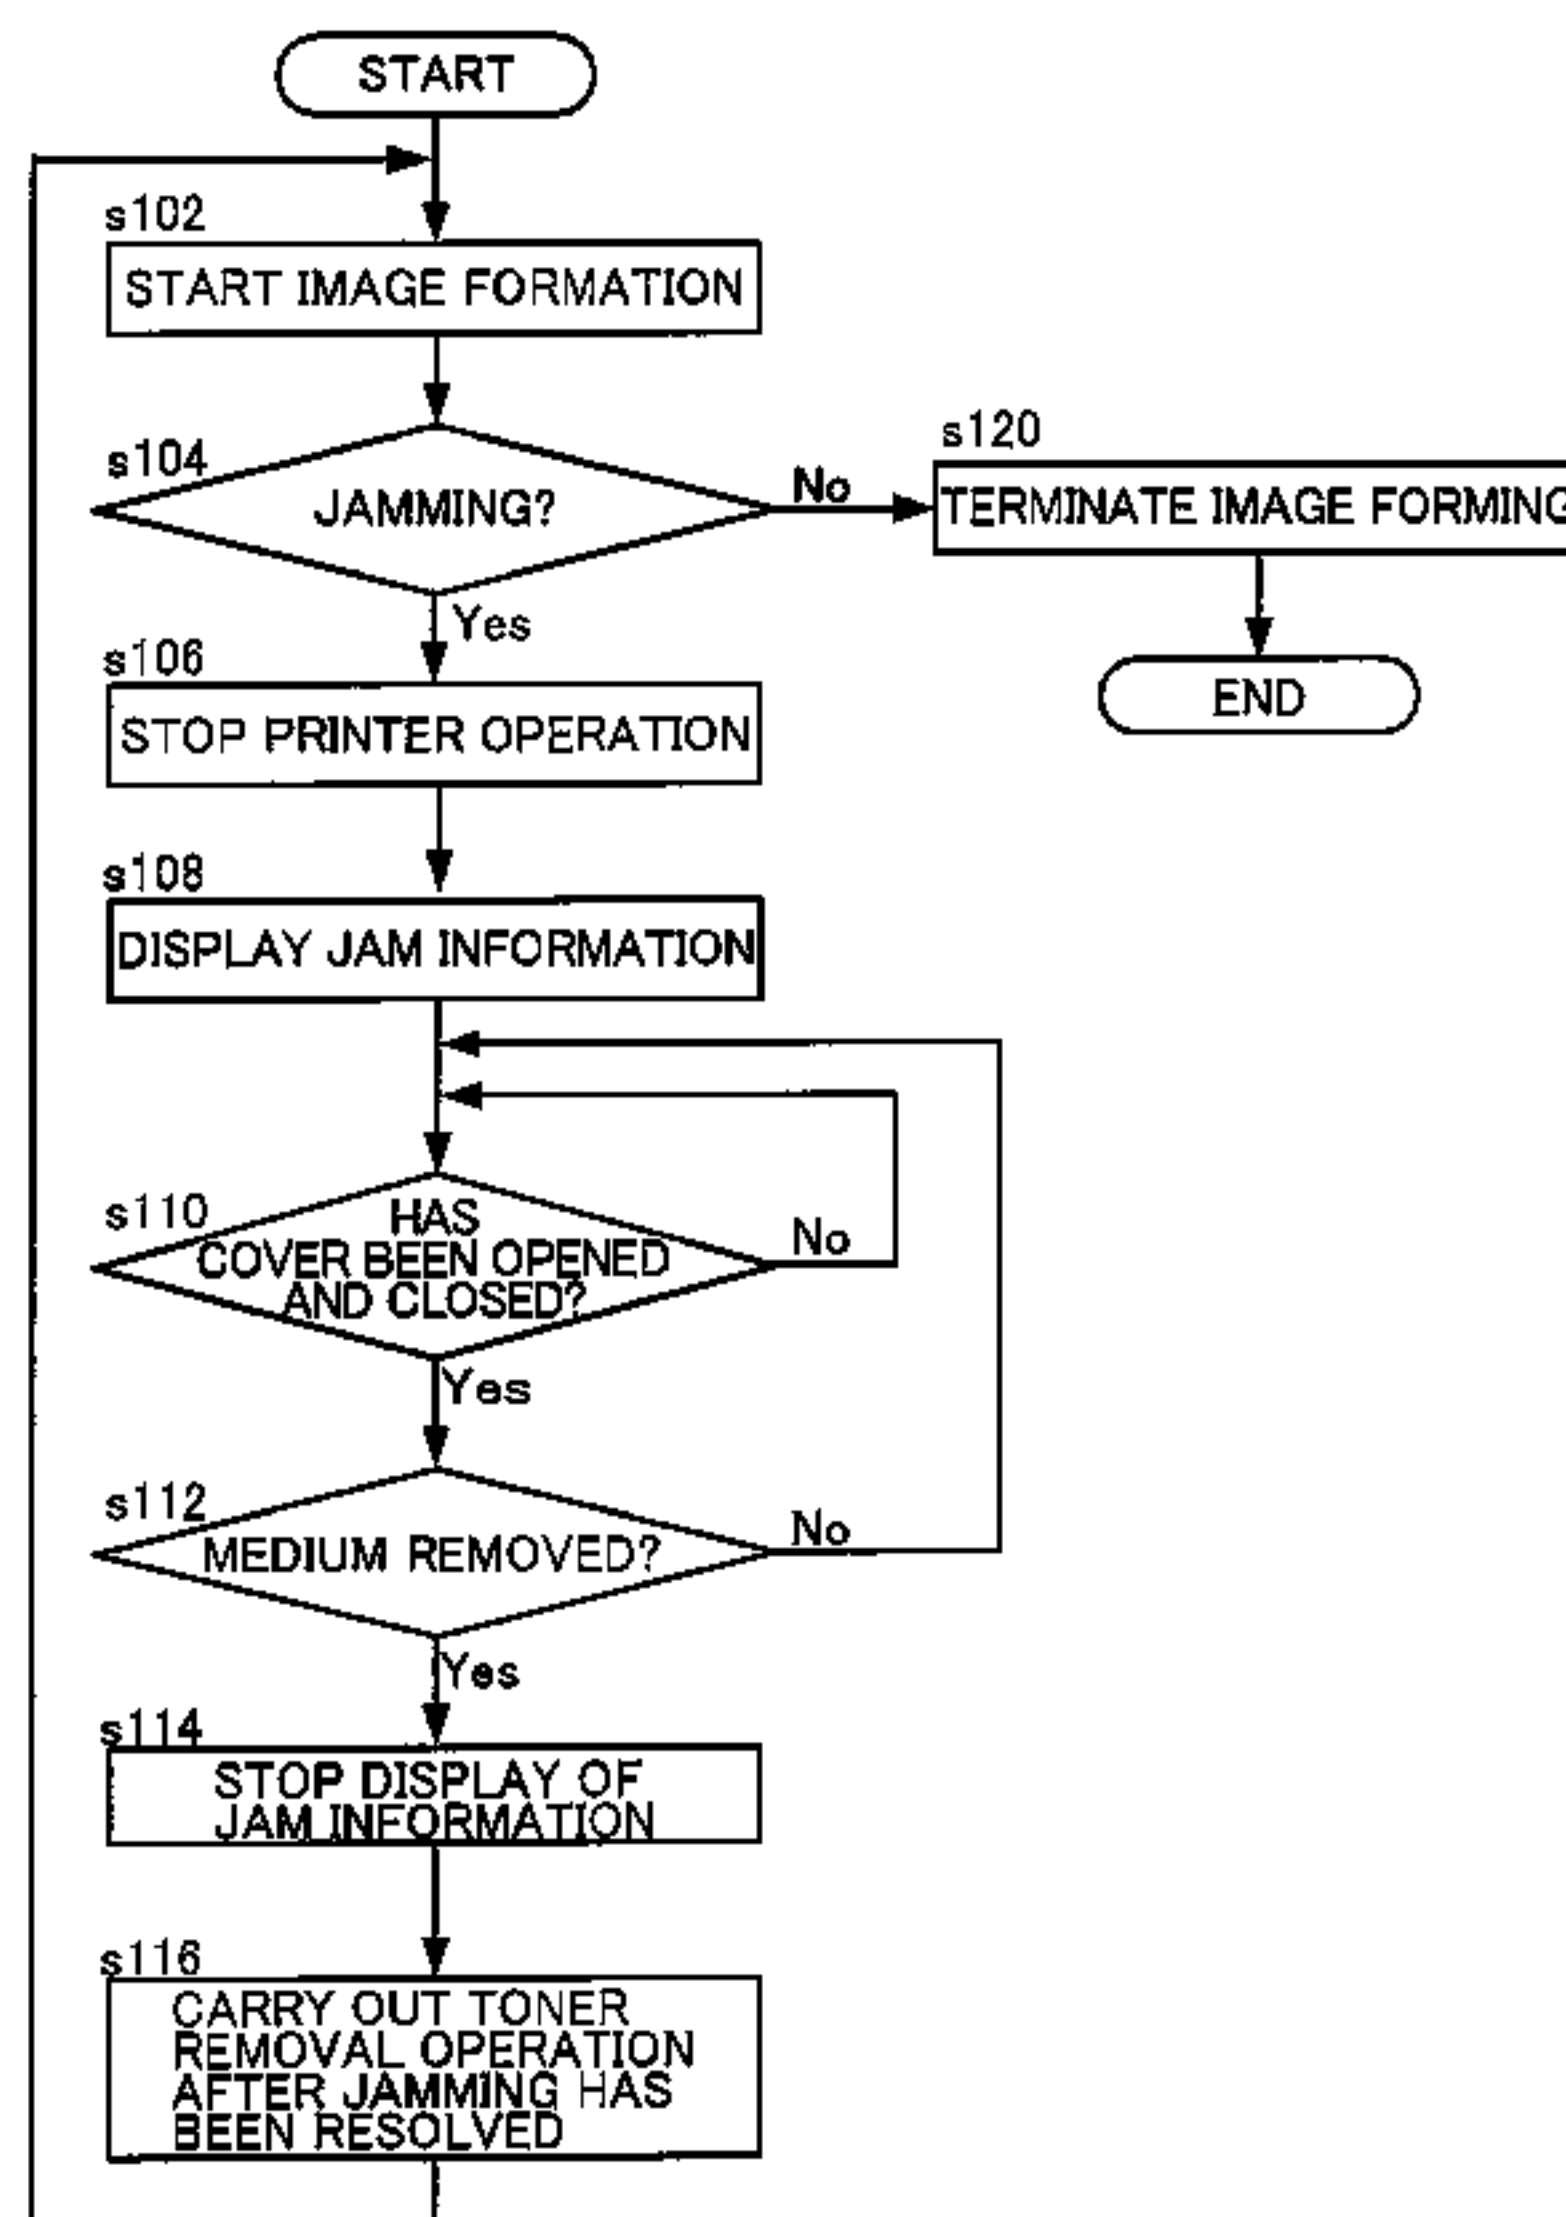 START
s102
START IMAGE FORMATION
s104
JAMMING?
No
s120
TERMINATE IMAGE FORMING
Yes
END
s106
STOP PRINTER OPERATION
s108
DISPLAY JAM INFORMATION
s110
HAS
COVER BEEN OPENED
AND CLOSED?
No
Yes
s112
MEDIUM REMOVED?
No
Yes
s114
STOP DISPLAY OF
JAM INFORMATION
s116
CARRY OUT TONER
REMOVAL OPERATION
AFTER JAMMING HAS
BEEN RESOLVED